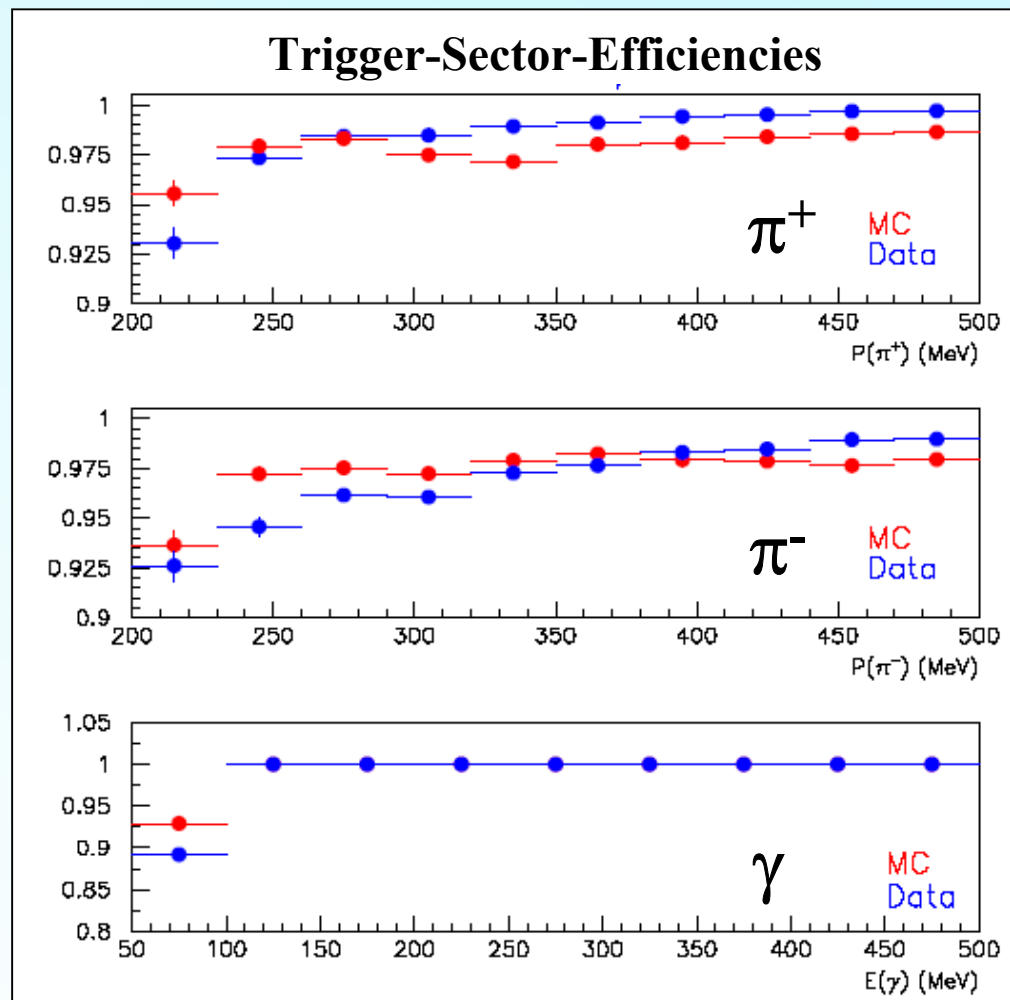 Trigger-Sector-Efficiencies
1
0.975
0.95
0.925
0.9
π+
MC
Data
200 250 300 350 400 450 500
P(π+) (MeV)
1
0.975
0.95
0.925
0.9
π-
MC
Data
200 250 300 350 400 450 500
P(π-) (MeV)
1.05
1
0.95
0.9
0.85
0.8
γ
MC
Data
50 100 150 200 250 300 350 400 450 500
E(γ) (MeV)